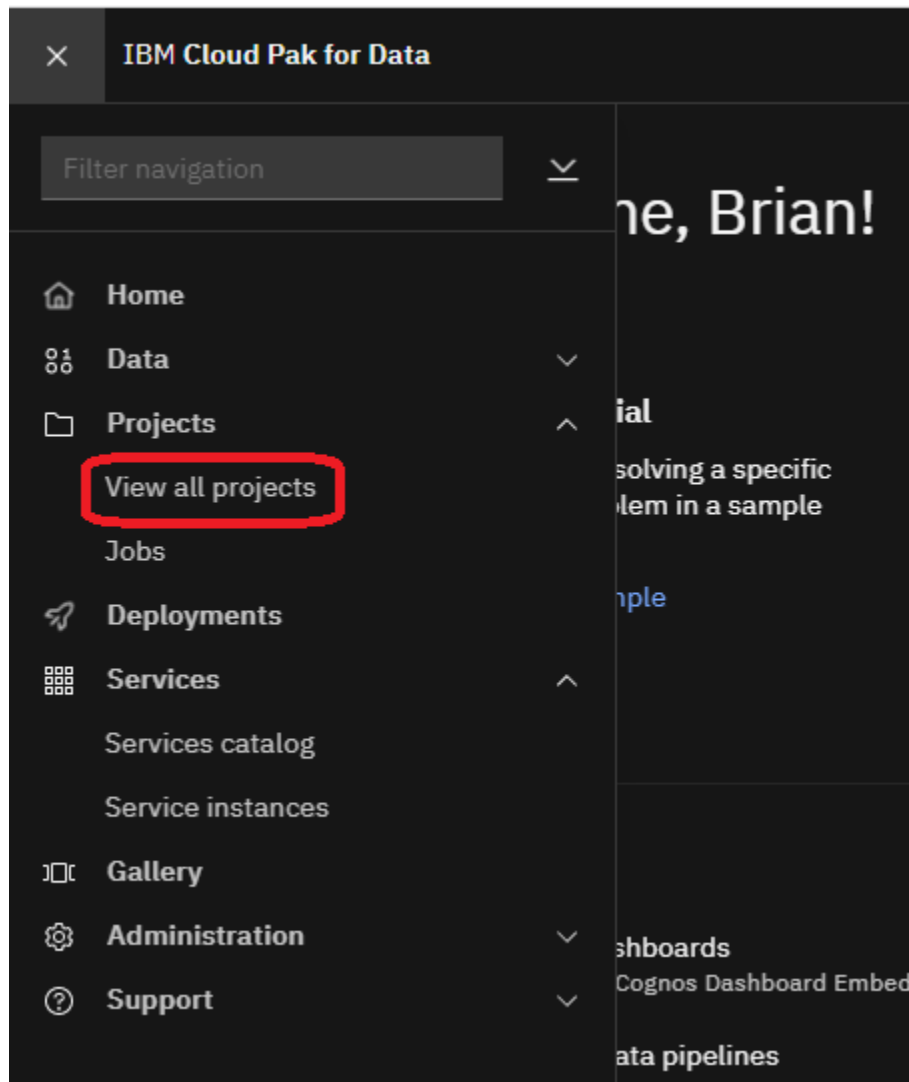 IBM Cloud Pak for Data
Filter navigation
ne, Brian!
Home
Data
Projects
View all projects
Jobs
Deployments
Services
Services catalog
Service instances
Gallery
Administration
Support
ial
solving a specific
lem in a sample
nple
shboards
Cognos Dashboard Embed
ata pipelines